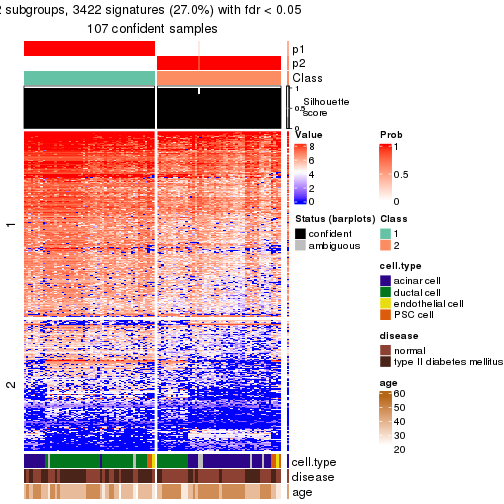 2 subgroups, 3422 signatures (27.0%) with fdr < 0.05
107 confident samples
p1
p2
Class
1
0.5
0
Silhouette
score
1
2
cell.type
disease
age
Value
8
6
4
2
0
Prob
1
0.5
0
Status (barplots)
confident
ambiguous
Class
1
2
cell.type
acinar cell
ductal cell
endothelial cell
PSC cell
disease
normal
type II diabetes mellitus
age
60
50
40
30
20